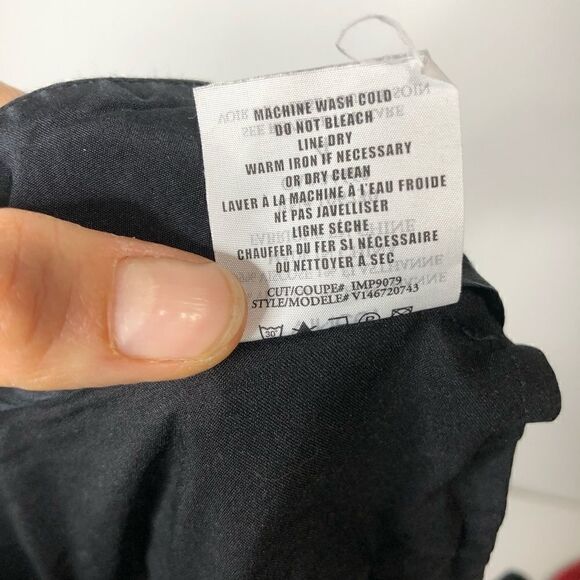 MACHINE WASH COLD
DO NOT BLEACH
LINE DRY
WARM IRON IF NECESSARY
OR DRY CLEAN
LAVER À LA MACHINE À L'EAU FROIDE
NE PAS JAVELLISER
LIGNE SÈCHE
CHAUFFER DU FER SI NÉCESSAIRE
OU NETTOYER À SEC
CUT/COUPE# IMP9079
STYLE/MODELE# V146720743
30°